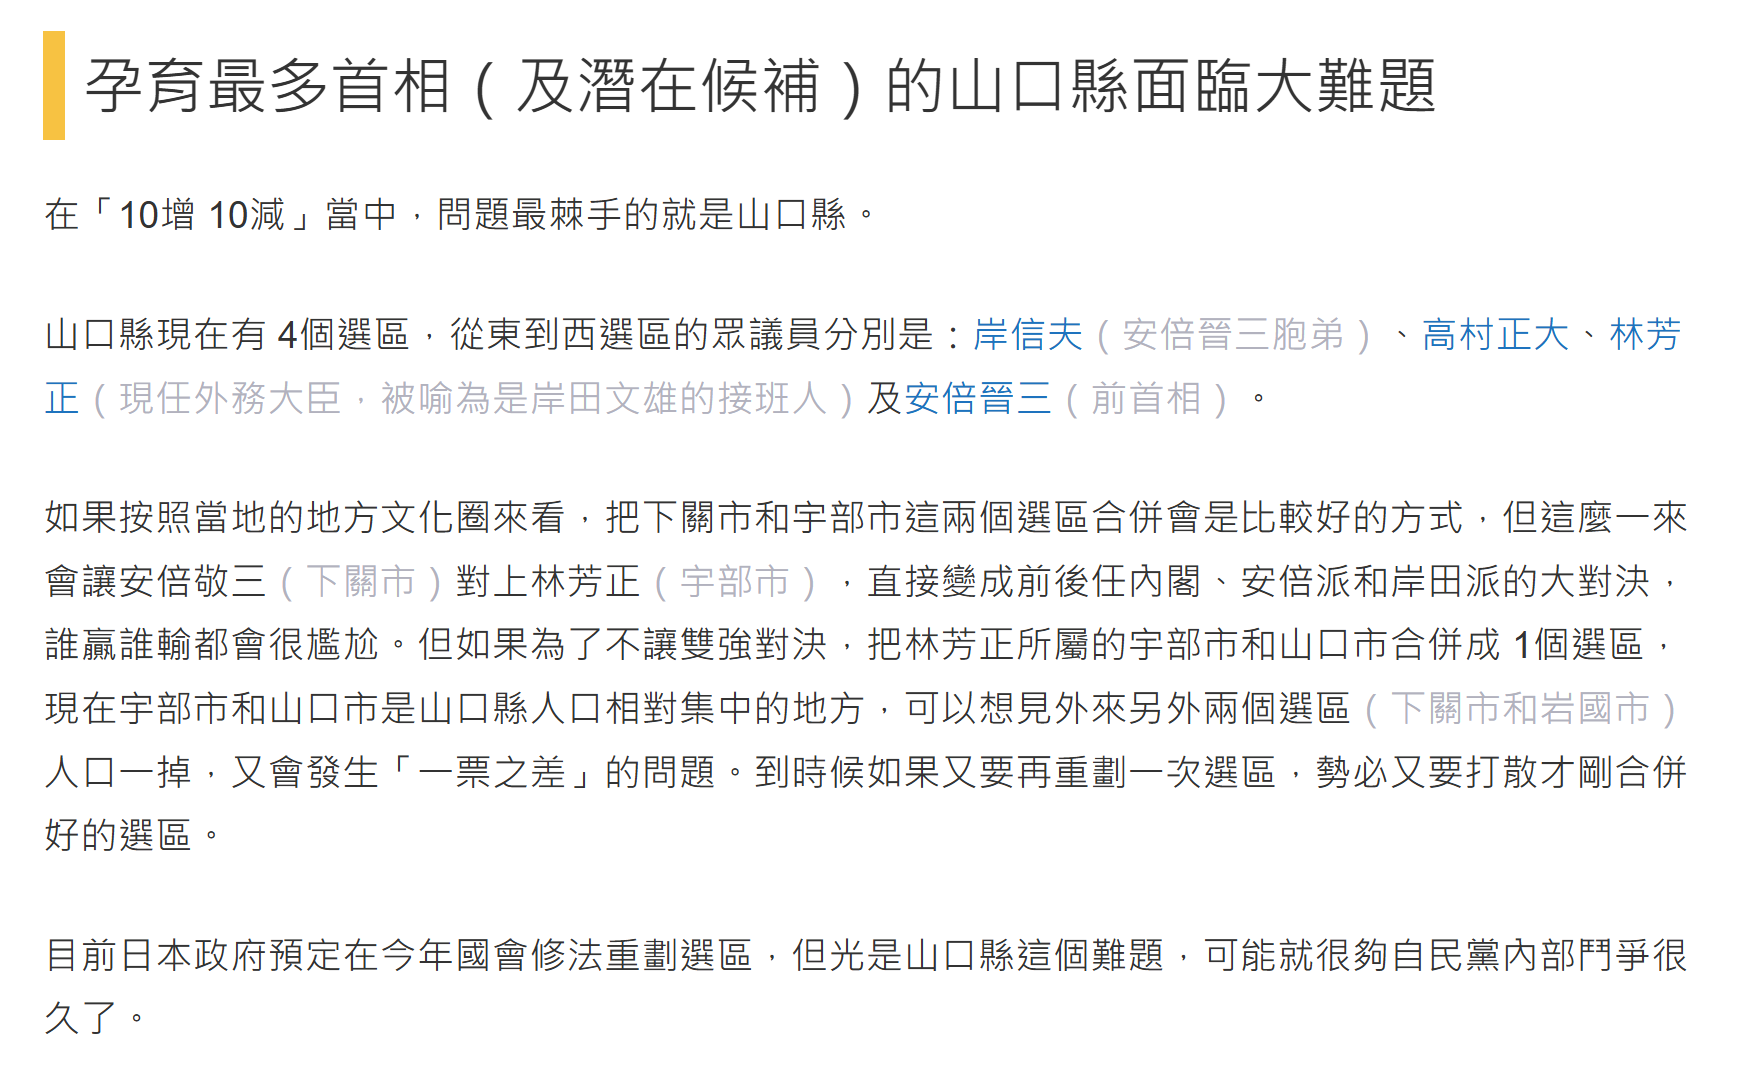 孕育最多首相（及潛在候補）的山口縣面臨大難題
在「10增 10減」當中，問題最棘手的就是山口縣。
山口縣現在有 4個選區，從東到西選區的眾議員分別是：岸信夫（安倍晉三胞弟）、高村正大、林芳
正（現任外務大臣，被喻為是岸田文雄的接班人）及安倍晉三（前首相）。
如果按照當地的地方文化圈來看，把下關市和宇部市這兩個選區合併會是比較好的方式，但這麼一來
會讓安倍敬三（下關市）對上林芳正（宇部市），直接變成前後任內閣、安倍派和岸田派的大對決，
誰贏誰輸都會很尷尬。但如果為了不讓雙強對決，把林芳正所屬的宇部市和山口市合併成 1個選區，
現在宇部市和山口市是山口縣人口相對集中的地方，可以想見外來另外兩個選區（下關市和岩國市）
人口一掉，又會發生「一票之差」的問題。到時候如果又要再重劃一次選區，勢必又要打散才剛合併
好的選區。
目前日本政府預定在今年國會修法重劃選區，但光是山口縣這個難題，可能就很夠自民黨內部鬥爭很
久了。